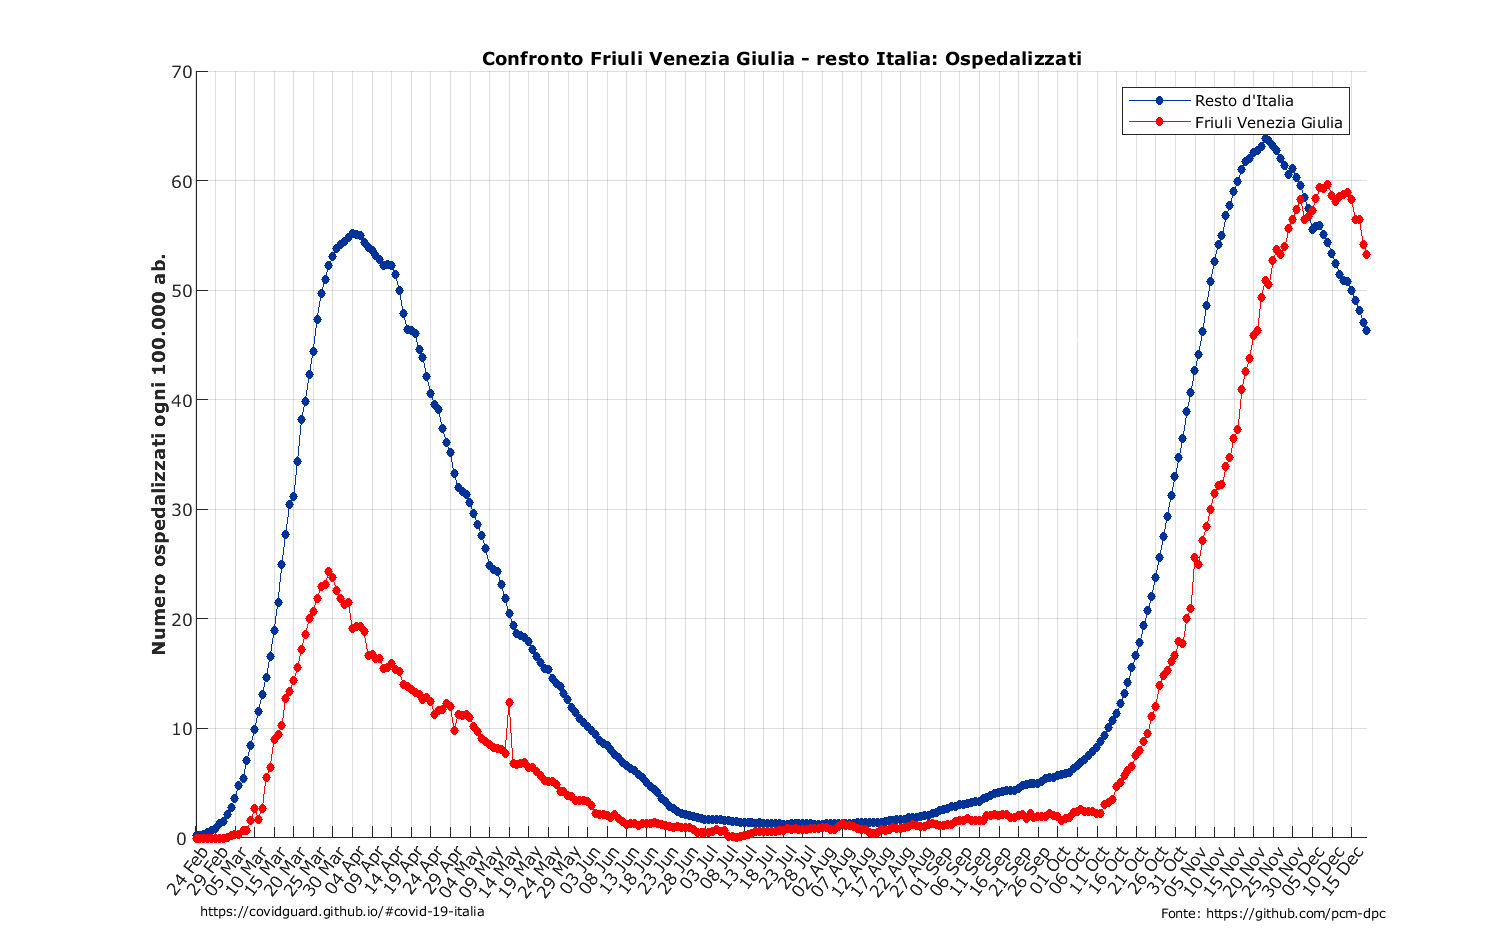 Confronto Friuli Venezia Giulia - resto Italia: Ospedalizzati
Resto d'Italia
Friuli Venezia Giulia
Numero ospedalizzati ogni 100.000 ab.
70
60
50
40
30
20
10
0
24 Feb
29 Feb
05 Mar
10 Mar
15 Mar
20 Mar
25 Mar
30 Mar
04 Apr
09 Apr
14 Apr
19 Apr
24 Apr
29 Apr
04 May
09 May
14 May
19 May
24 May
29 May
03 Jun
08 Jun
13 Jun
18 Jun
23 Jun
28 Jun
03 Jul
08 Jul
13 Jul
18 Jul
23 Jul
28 Jul
02 Aug
07 Aug
12 Aug
17 Aug
22 Aug
27 Aug
01 Sep
06 Sep
11 Sep
16 Sep
21 Sep
26 Sep
01 Oct
06 Oct
11 Oct
16 Oct
21 Oct
26 Oct
31 Oct
05 Nov
10 Nov
15 Nov
20 Nov
25 Nov
30 Nov
05 Dec
10 Dec
15 Dec
https://covidguard.github.io/#covid-19-italia
Fonte: https://github.com/pcm-dpc